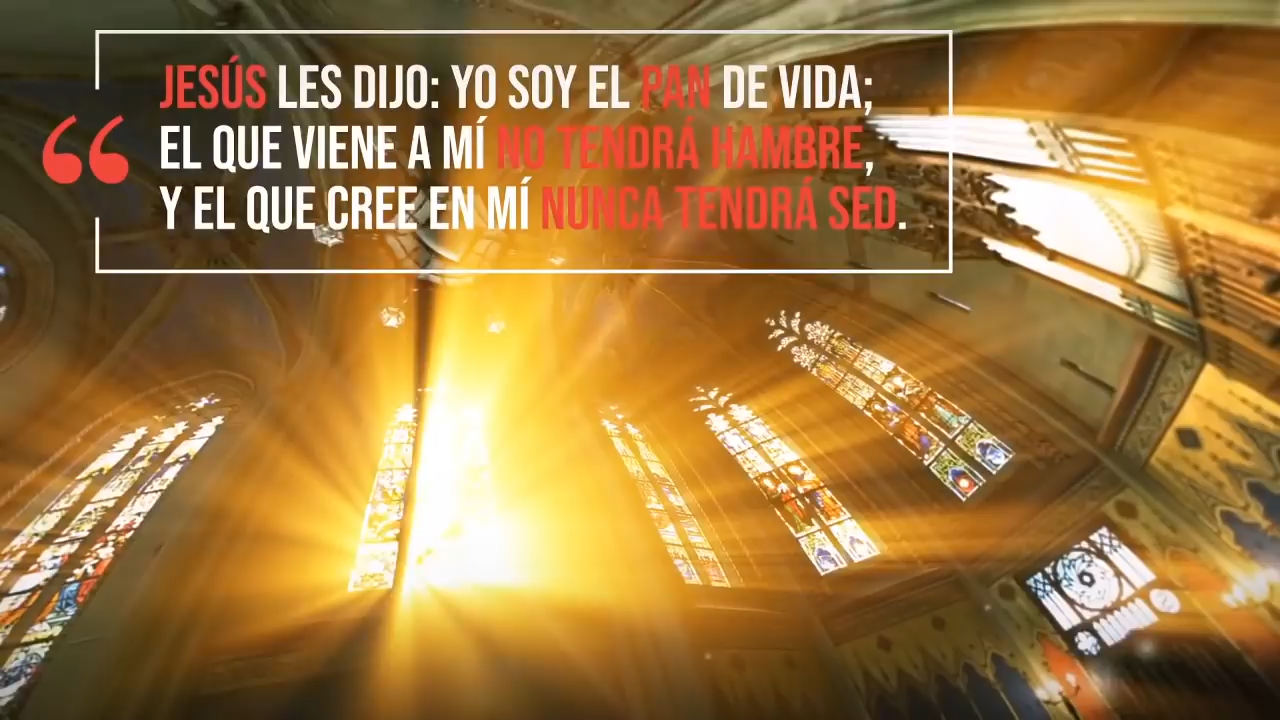 “
JESÚS LES DIJO: YO SOY EL PAN DE VIDA;
EL QUE VIENE A MÍ NO TENDRÁ HAMBRE,
Y EL QUE CREE EN MÍ NUNCA TENDRÁ SED.